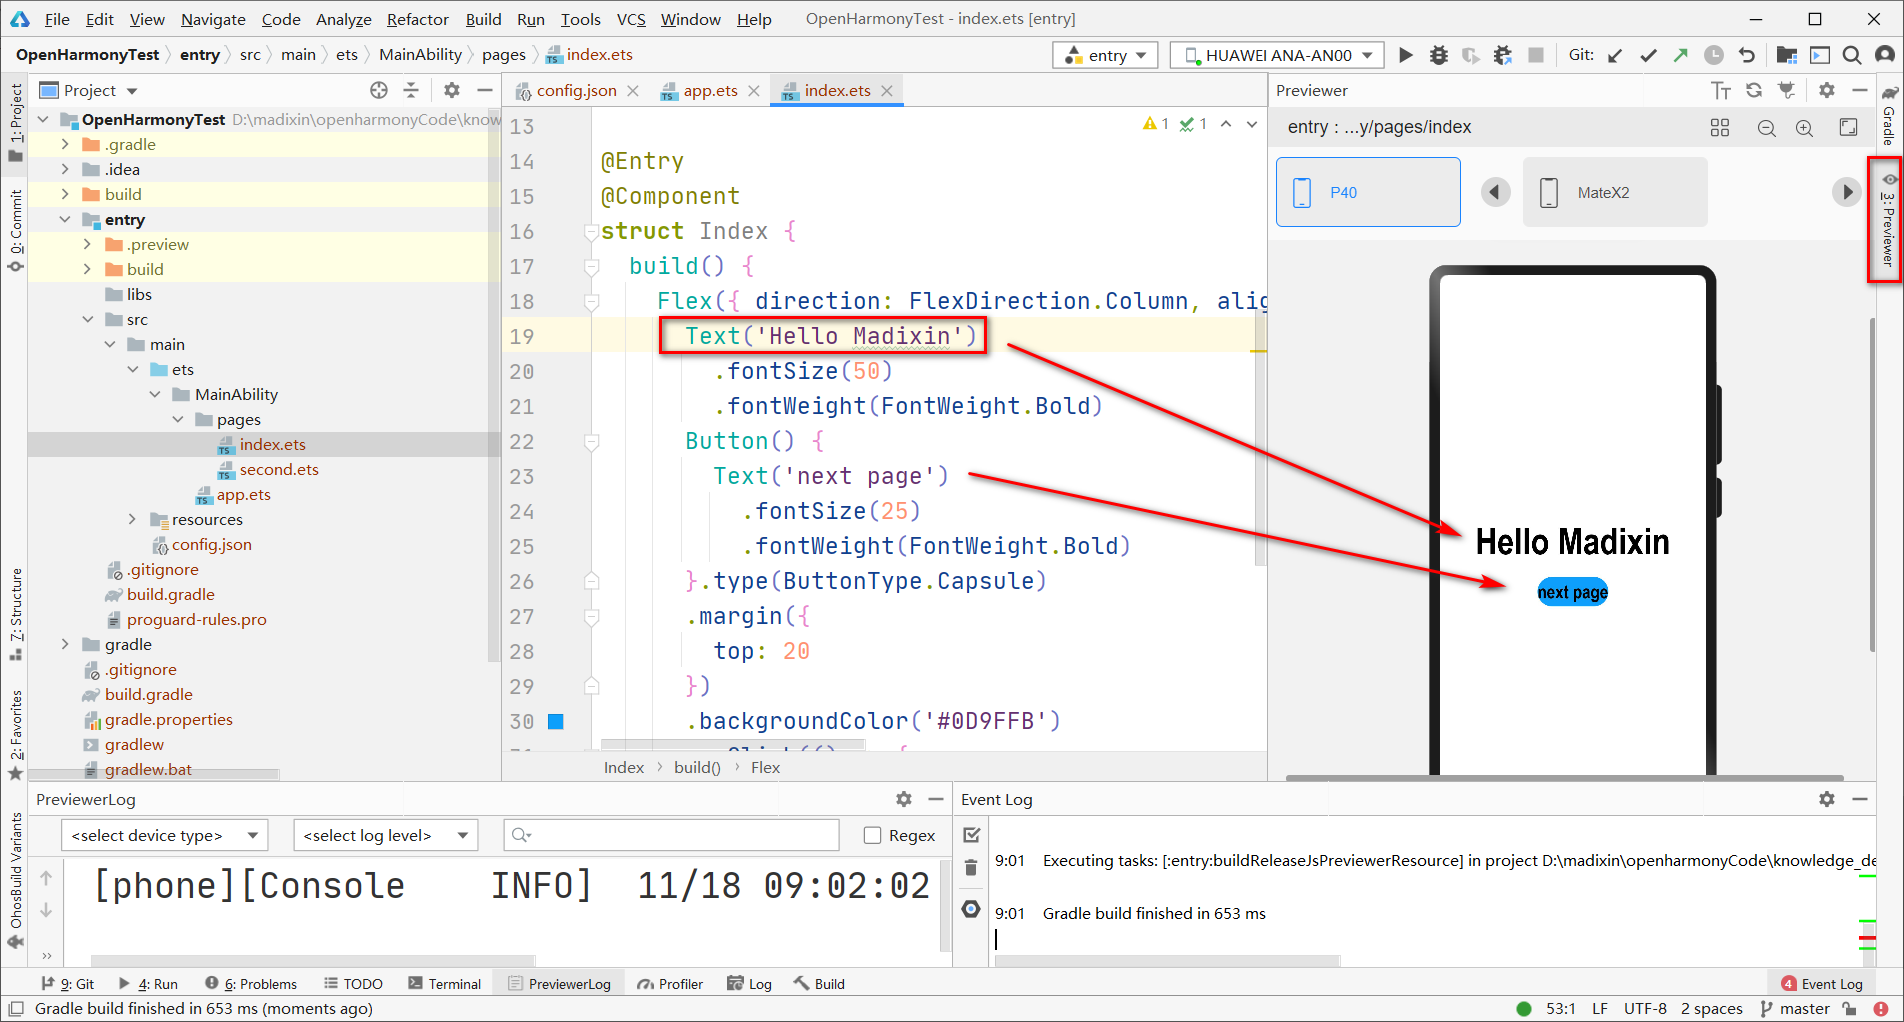 File Edit View Navigate Code Analyze Refactor Build Run Tools VCS Window Help OpenHarmonyTest - index.ets [entry]
OpenHarmonyTest entry src main ets MainAbility pages index.ets entry HUAWEI ANA-AN00 Git:
1: Project
0: Commit
7: Structure
2: Favorites
OhosBuild Variants
Project
OpenHarmonyTest D:\madixin\openharmonyCode\know
.gradle
.idea
build
entry
.preview
build
libs
src
main
ets
MainAbility
pages
index.ets
second.ets
app.ets
resources
config.json
.gitignore
build.gradle
proguard-rules.pro
gradle
.gitignore
build.gradle
gradle.properties
gradlew
gradlew.bat
config.json app.ets index.ets
1 1
13
14 @Entry
15 @Component
16 struct Index {
17 build() {
18 Flex({ direction: FlexDirection.Column, alig
19 Text('Hello Madixin')
20 .fontSize(50)
21 .fontWeight(FontWeight.Bold)
22 Button() {
23 Text('next page')
24 .fontSize(25)
25 .fontWeight(FontWeight.Bold)
26 }.type(ButtonType.Capsule)
27 .margin({
28 top: 20
29 })
30 .backgroundColor('#0D9FFB')
Index build() Flex
Previewer
entry : ...y/pages/index
P40
MateX2
Hello Madixin
next page
Gradle
3: Previewer
PreviewerLog
<select device type> <select log level> Regex
[phone][Console INFO] 11/18 09:02:02
Event Log
9:01 Executing tasks: [:entry:buildReleaseJsPreviewerResource] in project D:\madixin\openharmonyCode\knowledge_de
9:01 Gradle build finished in 653 ms
9: Git 4: Run 6: Problems TODO Terminal PreviewerLog Profiler Log Build 4 Event Log
Gradle build finished in 653 ms (moments ago) 53:1 LF UTF-8 2 spaces master